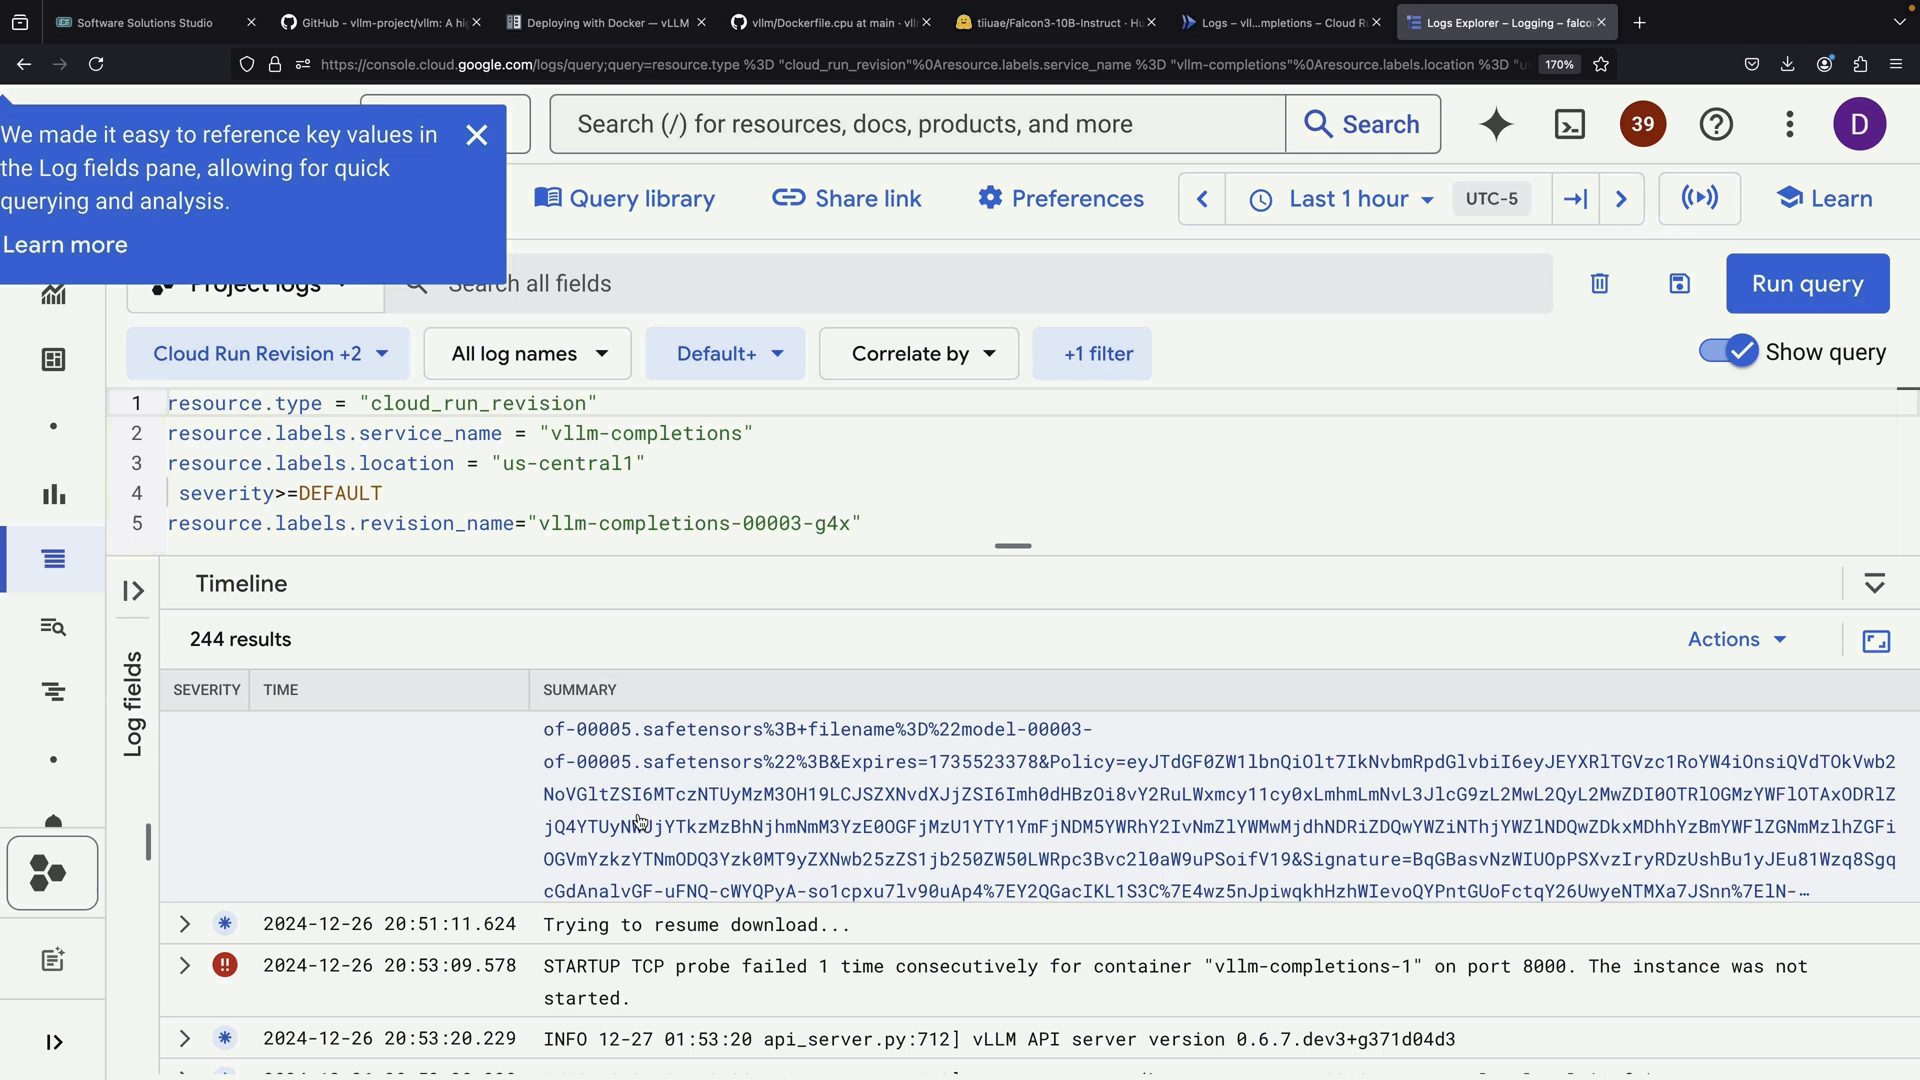 Software Solutions Studio
GitHub - vllm-project/vllm: A hi
Deploying with Docker — vLLM
vllm/Dockerfile.cpu at main · vll
tiiuae/Falcon3-10B-Instruct · Hu
Logs – vll...mpletions – Cloud R
Logs Explorer – Logging – falco
https://console.cloud.google.com/logs/query;query=resource.type %3D "cloud_run_revision"%0Aresource.labels.service_name %3D "vllm-completions"%0Aresource.labels.location %3D "us
170%
We made it easy to reference key values in
the Log fields pane, allowing for quick
querying and analysis.
Learn more
Search (/) for resources, docs, products, and more
Search
39
D
Query library
Share link
Preferences
Last 1 hour
UTC-5
Learn
Project logs
Search all fields
Run query
Cloud Run Revision +2
All log names
Default+
Correlate by
+1 filter
Show query
1 resource.type = "cloud_run_revision"
2 resource.labels.service_name = "vllm-completions"
3 resource.labels.location = "us-central1"
4 severity>=DEFAULT
5 resource.labels.revision_name="vllm-completions-00003-g4x"
Timeline
244 results
Actions
Log fields
SEVERITY TIME SUMMARY
of-00005.safetensors%3B+filename%3D%22model-00003-
of-00005.safetensors%22%3B&Expires=1735523378&Policy=eyJTdGF0ZW1lbnQiOlt7IkNvbmRpdGlvbiI6eyJEYXRlTGVzc1RoYW4iOnsiQVdTOkVwb2
2024-12-26 20:51:11.624 Trying to resume download...
2024-12-26 20:53:09.578 STARTUP TCP probe failed 1 time consecutively for container "vllm-completions-1" on port 8000. The instance was not
started.
2024-12-26 20:53:20.229 INFO 12-27 01:53:20 api_server.py:712] vLLM API server version 0.6.7.dev3+g371d04d3